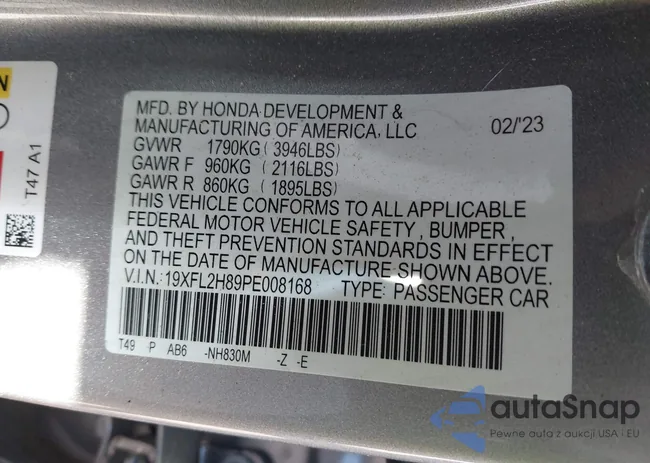 N
T47 A1
MFD. BY HONDA DEVELOPMENT &
MANUFACTURING OF AMERICA, LLC 02/'23
GVWR 1790KG ( 3946LBS)
GAWR F 960KG ( 2116LBS)
GAWR R 860KG ( 1895LBS)
THIS VEHICLE CONFORMS TO ALL APPLICABLE
FEDERAL MOTOR VEHICLE SAFETY , BUMPER ,
AND THEFT PREVENTION STANDARDS IN EFFECT
ON THE DATE OF MANUFACTURE SHOWN ABOVE.
V.I.N.:19XFL2H89PE008168 TYPE: PASSENGER CAR
T49 -P AB6 -NH830M -Z -E
autaSnap
Pewne auta z aukcji USA i EU